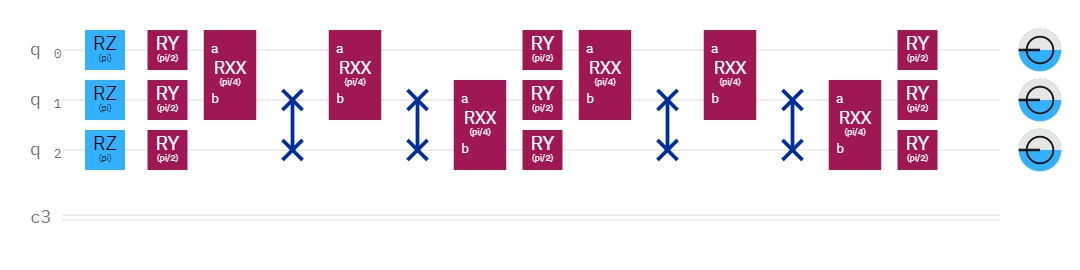 q 0 RZ (pi) RY (pi/2) a RXX (pi/4) b a RXX (pi/4) b RY (pi/2) a RXX (pi/4) b a RXX (pi/4) b RY (pi/2)
q 1 RZ (pi) RY (pi/2) a RXX (pi/4) b RY (pi/2) a RXX (pi/4) b RY (pi/2)
q 2 RZ (pi) RY (pi/2) RY (pi/2) RY (pi/2)
c3